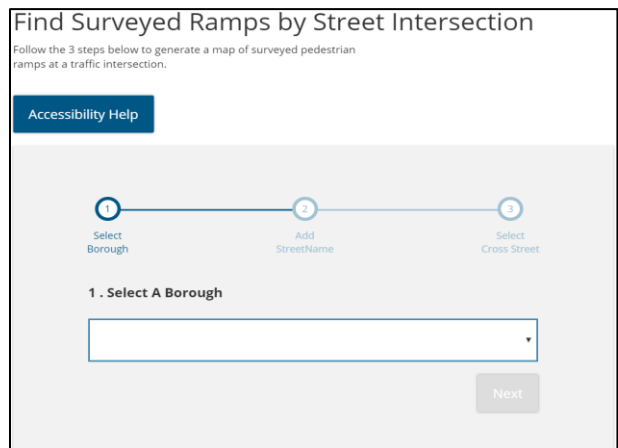 Find Surveyed Ramps by Street Intersection
Follow the 3 steps below to generate a map of surveyed pedestrian
ramps at a traffic intersection.
Accessibility Help
1
2
3
Select
Borough
Add
StreetName
Select
Cross Street
1 . Select A Borough
Next